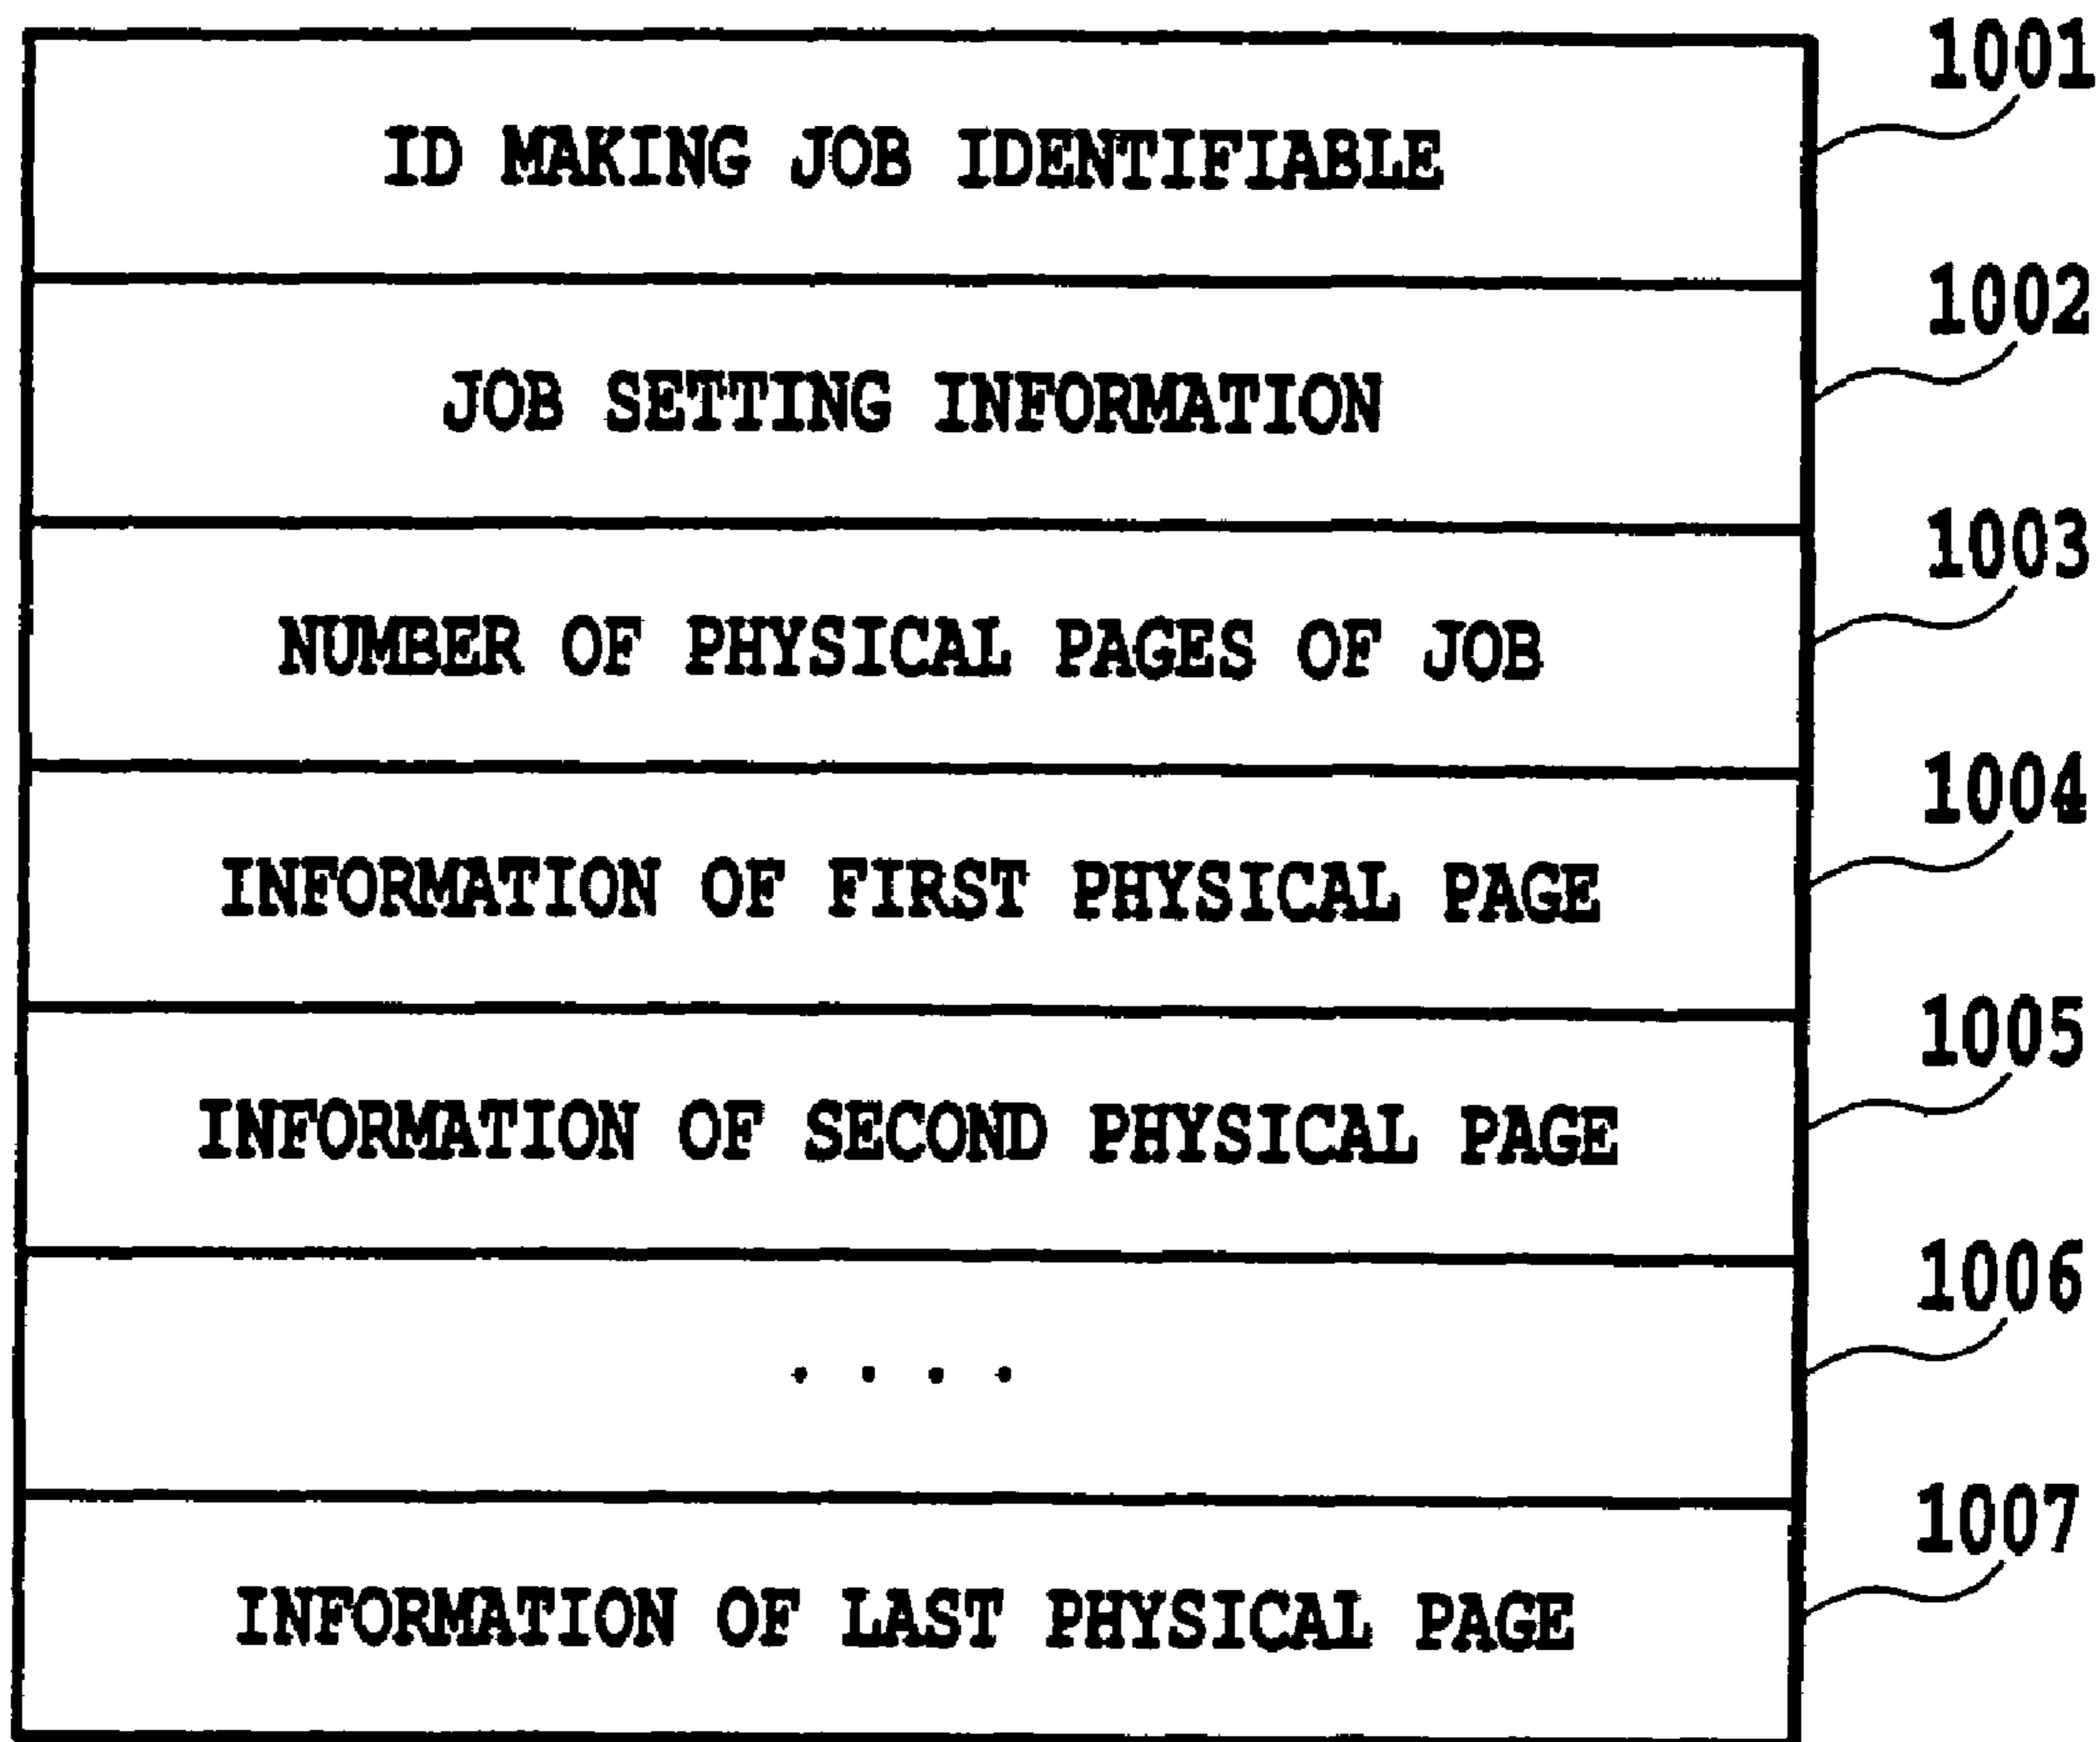 1001
ID MAKING JOB IDENTIFIABLE
1002
JOB SETTING INFORMATION
1003
NUMBER OF PHYSICAL PAGES OF JOB
1004
INFORMATION OF FIRST PHYSICAL PAGE
1005
INFORMATION OF SECOND PHYSICAL PAGE
1006
. . . .
1007
INFORMATION OF LAST PHYSICAL PAGE